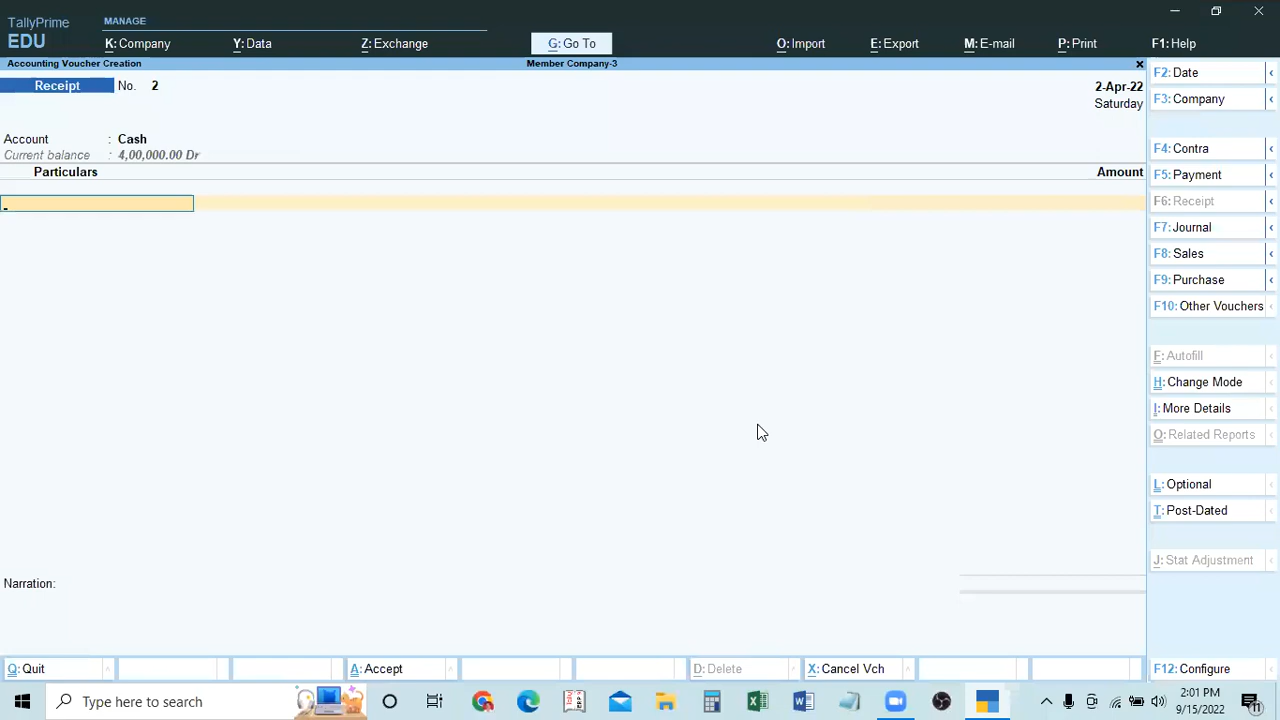 TallyPrime
EDU
MANAGE
K: Company
Y: Data
Z: Exchange
G: Go To
O: Import
E: Export
M: E-mail
P: Print
F1: Help
Accounting Voucher Creation
Member Company-3
×
Receipt No. 2
2-Apr-22
Saturday
Account : Cash
Current balance : 4,00,000.00 Dr
Particulars
Amount
Narration:
F2: Date
F3: Company
F4: Contra
F5: Payment
F6: Receipt
F7: Journal
F8: Sales
F9: Purchase
F10: Other Vouchers
F: Autofill
H: Change Mode
I: More Details
O: Related Reports
L: Optional
T: Post-Dated
J: Stat Adjustment
F12: Configure
Q: Quit
A: Accept
D: Delete
X: Cancel Vch
Type here to search
2:01 PM
9/15/2022